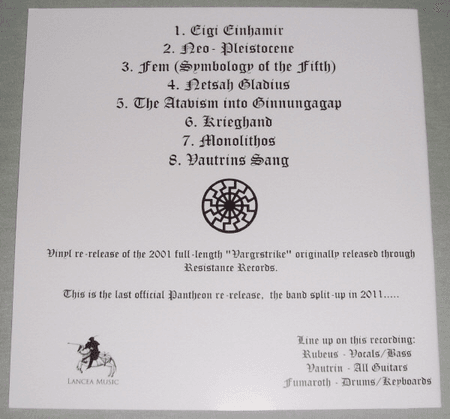 1. Eigi Einhamir
2. Neo-Pleistocene
3. Fem (Symbology of the Fifth)
4. Netsah Gladius
5. The Atavism into Ginnungagap
6. Krieghand
7. Monolithos
8. Vautrins Sang
Vinyl re-release of the 2001 full-length "Vargrstrike" originally released through
Resistance Records.
This is the last official Pantheon re-release, the band split-up in 2011.....
LANCEA MUSIC
Line up on this recording:
Rubeus - Vocals/Bass
Vautrin - All Guitars
Fumaroth - Drums/Keyboards